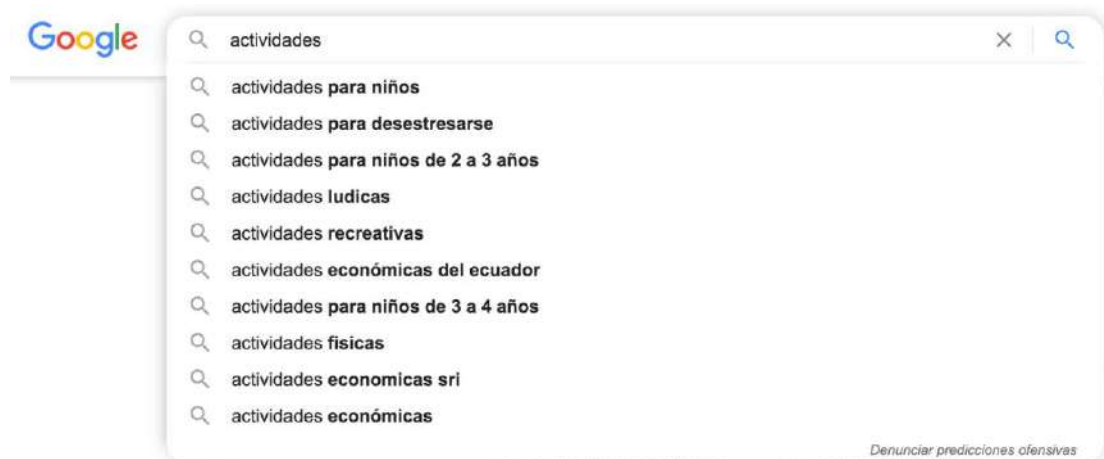 Google
actividades
actividades para niños
actividades para desestresarse
actividades para niños de 2 a 3 años
actividades ludicas
actividades recreativas
actividades económicas del ecuador
actividades para niños de 3 a 4 años
actividades fisicas
actividades economicas sri
actividades económicas
Denunciar predicciones ofensivas